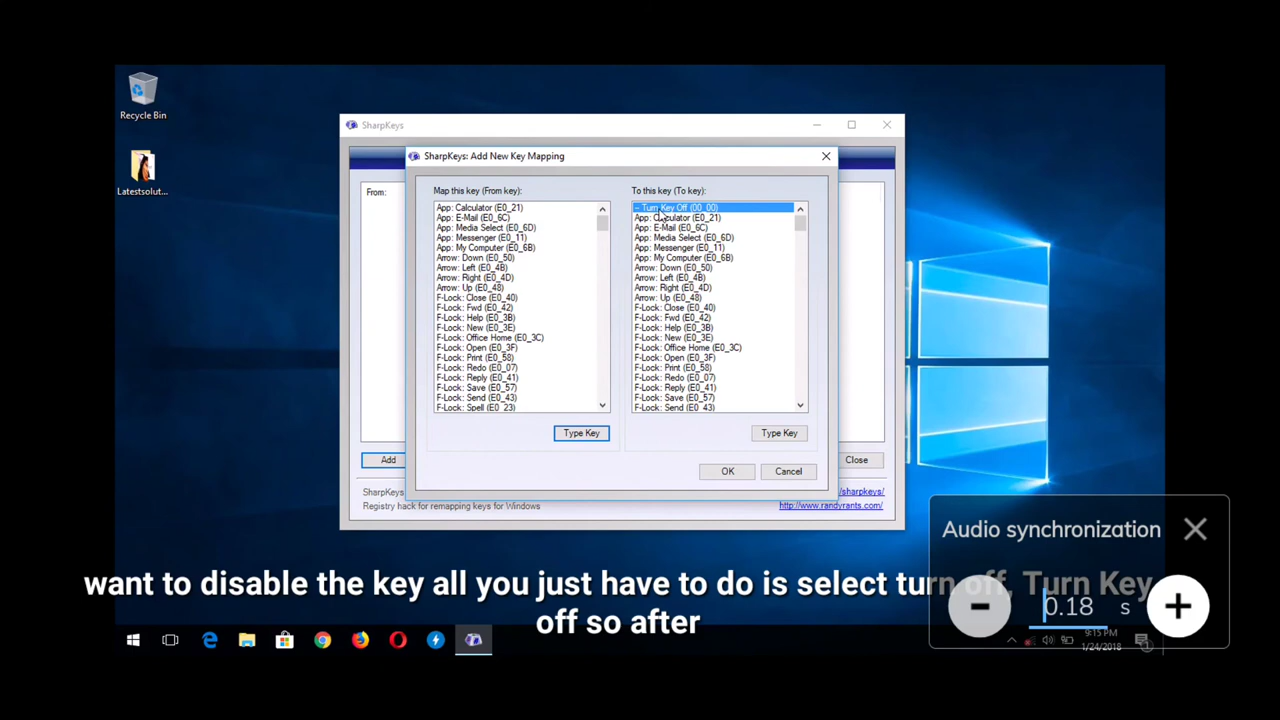 Recycle Bin
Latestsolut...
SharpKeys
SharpKeys: Add New Key Mapping
From:
Map this key (From key):
App: Calculator (E0_21)
App: E-Mail (E0_6C)
App: Media Select (E0_6D)
App: Messenger (E0_11)
App: My Computer (E0_6B)
Arrow: Down (E0_50)
Arrow: Left (E0_4B)
Arrow: Right (E0_4D)
Arrow: Up (E0_48)
F-Lock: Close (E0_40)
F-Lock: Fwd (E0_42)
F-Lock: Help (E0_3B)
F-Lock: New (E0_3E)
F-Lock: Office Home (E0_3C)
F-Lock: Open (E0_3F)
F-Lock: Print (E0_58)
F-Lock: Redo (E0_07)
F-Lock: Reply (E0_41)
F-Lock: Save (E0_57)
F-Lock: Send (E0_43)
F-Lock: Spell (E0_23)
Type Key
To this key (To key):
-- Turn Key Off (00_00)
App: Calculator (E0_21)
App: E-Mail (E0_6C)
App: Media Select (E0_6D)
App: Messenger (E0_11)
App: My Computer (E0_6B)
Arrow: Down (E0_50)
Arrow: Left (E0_4B)
Arrow: Right (E0_4D)
Arrow: Up (E0_48)
F-Lock: Close (E0_40)
F-Lock: Fwd (E0_42)
F-Lock: Help (E0_3B)
F-Lock: New (E0_3E)
F-Lock: Office Home (E0_3C)
F-Lock: Open (E0_3F)
F-Lock: Print (E0_58)
F-Lock: Redo (E0_07)
F-Lock: Reply (E0_41)
F-Lock: Save (E0_57)
F-Lock: Send (E0_43)
Type Key
OK
Cancel
Add
Close
SharpKeys
/sharpkeys/
Registry hack for remapping keys for Windows
http://www.randyrants.com/
Audio synchronization
0.18 s
want to disable the key all you just have to do is select turn off, Turn Key
off so after
9:15 PM
1/24/2018